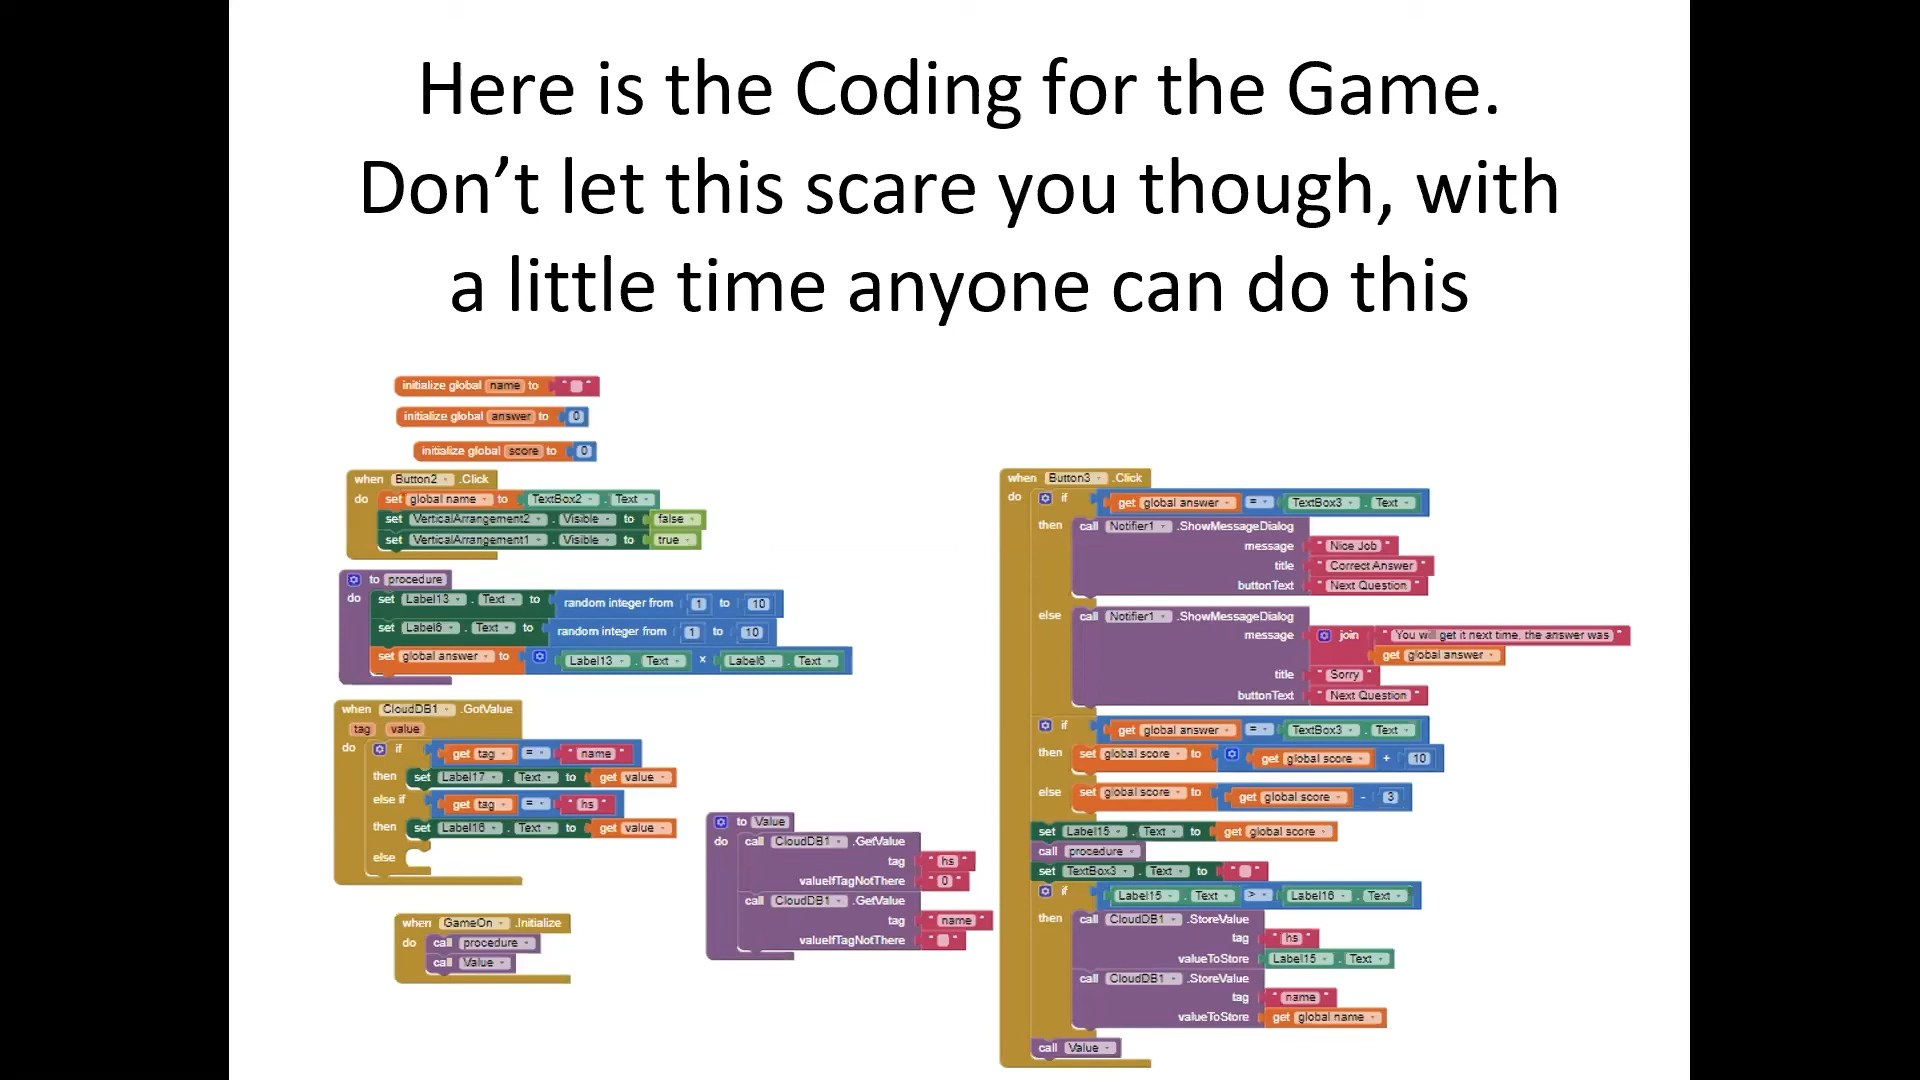 Here is the Coding for the Game.
Don't let this scare you though, with
a little time anyone can do this
initialize global name to " "
initialize global answer to 0
initialize global score to 0
when Button2 .Click
do set global name to TextBox2 . Text
set VerticalArrangement2 . Visible to false
set VerticalArrangement1 . Visible to true
to procedure
do set Label13 . Text to random integer from 1 to 10
set Label6 . Text to random integer from 1 to 10
set global answer to Label13 . Text x Label6 . Text
when CloudDB1 .GotValue
tag value
do if get tag = " name "
then set Label17 . Text to get value
else if get tag = " hs "
then set Label16 . Text to get value
else
when GameOn .Initialize
do call procedure
call Value
to Value
do call CloudDB1 .GetValue
tag " hs "
valueIfTagNotThere " 0 "
call CloudDB1 .GetValue
tag " name "
valueIfTagNotThere " "
when Button3 .Click
do if get global answer = TextBox3 . Text
then call Notifier1 .ShowMessageDialog
message " Nice Job "
title " Correct Answer "
buttonText " Next Question "
else call Notifier1 .ShowMessageDialog
message join " You will get it next time, the answer was "
get global answer
title " Sorry "
buttonText " Next Question "
if get global answer = TextBox3 . Text
then set global score to get global score + 10
else set global score to get global score - 3
set Label15 . Text to get global score
call procedure
set TextBox3 . Text to " "
if Label15 . Text > Label16 . Text
then call CloudDB1 .StoreValue
tag " hs "
valueToStore Label15 . Text
call CloudDB1 .StoreValue
tag " name "
valueToStore get global name
call Value